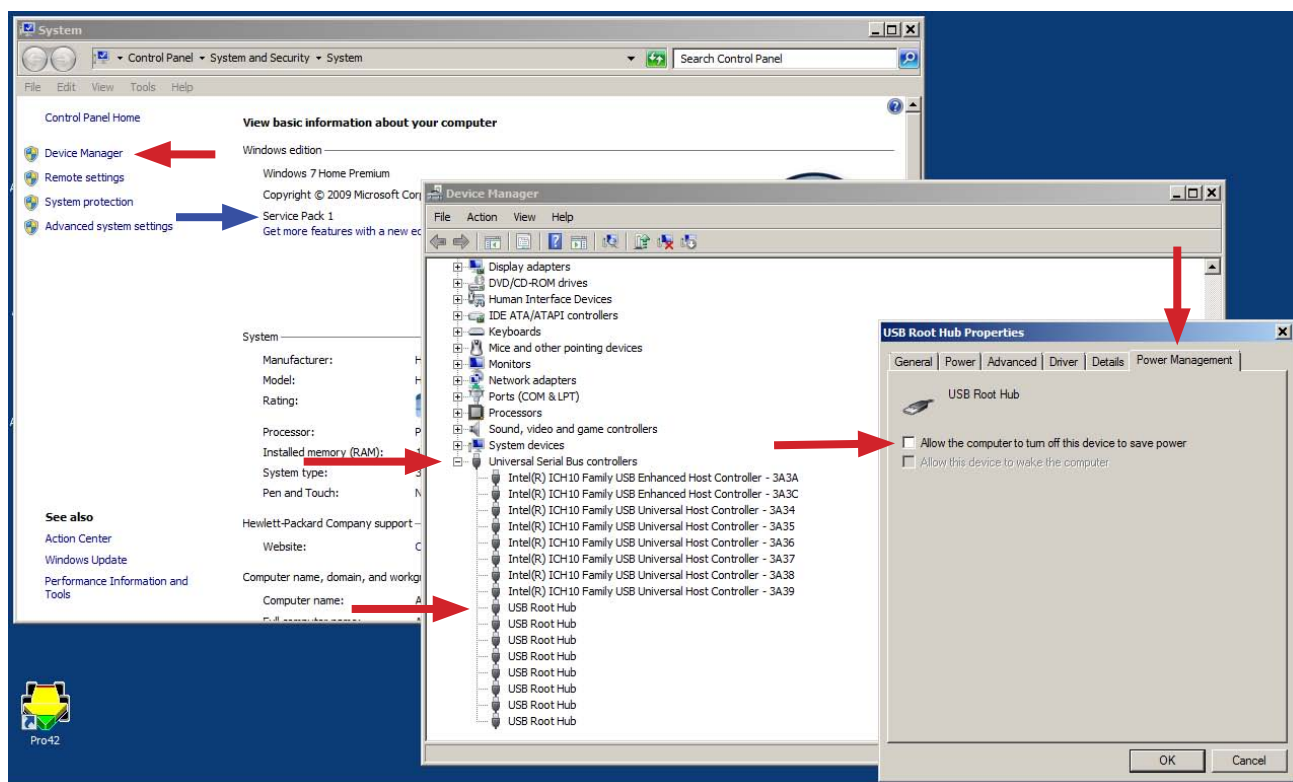 System
Control Panel System and Security System
Search Control Panel
File Edit View Tools Help
Control Panel Home
Device Manager
Remote settings
System protection
Advanced system settings
See also
Action Center
Windows Update
Performance Information and
Tools
View basic information about your computer
Windows edition
Windows 7 Home Premium
Copyright © 2009 Microsoft Corp
Service Pack 1
Get more features with a new ed
System
Manufacturer: H
Model: H
Rating:
Processor: P
Installed memory (RAM):
System type: 3
Pen and Touch: N
Hewlett-Packard Company support
Website: C
Computer name, domain, and workg
Computer name: A
Full computer name:
Device Manager
File Action View Help
Display adapters
DVD/CD-ROM drives
Human Interface Devices
IDE ATA/ATAPI controllers
Keyboards
Mice and other pointing devices
Monitors
Network adapters
Ports (COM & LPT)
Processors
Sound, video and game controllers
System devices
Universal Serial Bus controllers
Intel(R) ICH10 Family USB Enhanced Host Controller - 3A3A
Intel(R) ICH10 Family USB Enhanced Host Controller - 3A3C
Intel(R) ICH10 Family USB Universal Host Controller - 3A34
Intel(R) ICH10 Family USB Universal Host Controller - 3A35
Intel(R) ICH10 Family USB Universal Host Controller - 3A36
Intel(R) ICH10 Family USB Universal Host Controller - 3A37
Intel(R) ICH10 Family USB Universal Host Controller - 3A38
Intel(R) ICH10 Family USB Universal Host Controller - 3A39
USB Root Hub
USB Root Hub
USB Root Hub
USB Root Hub
USB Root Hub
USB Root Hub
USB Root Hub
USB Root Hub
USB Root Hub Properties
General Power Advanced Driver Details Power Management
USB Root Hub
Allow the computer to turn off this device to save power
Allow this device to wake the computer
OK Cancel
Pro42